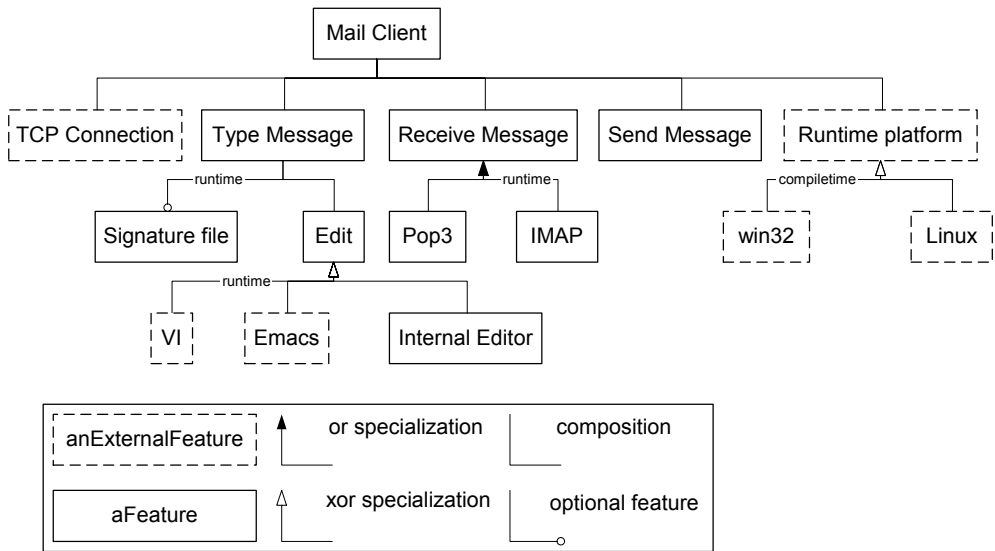 Mail Client
TCP Connection
Type Message
Receive Message
Send Message
Runtime platform
runtime
runtime
compiletime
Signature file
Edit
Pop3
IMAP
win32
Linux
runtime
VI
Emacs
Internal Editor
anExternalFeature
or specialization
composition
aFeature
xor specialization
optional feature